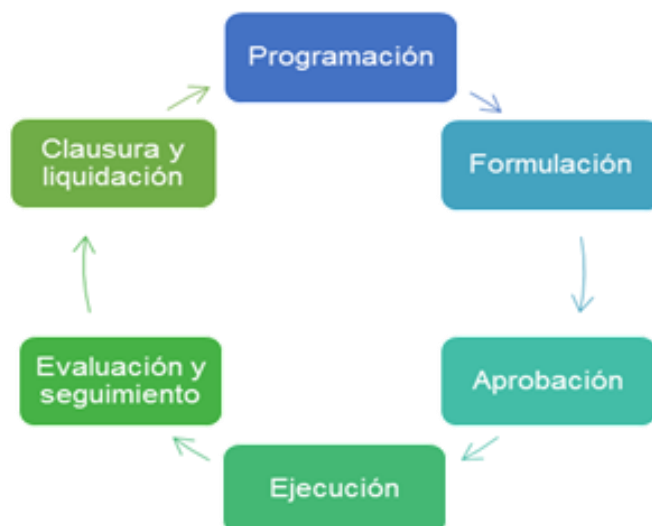 Programación
Formulación
Aprobación
Ejecución
Evaluación y
seguimiento
Clausura y
liquidación